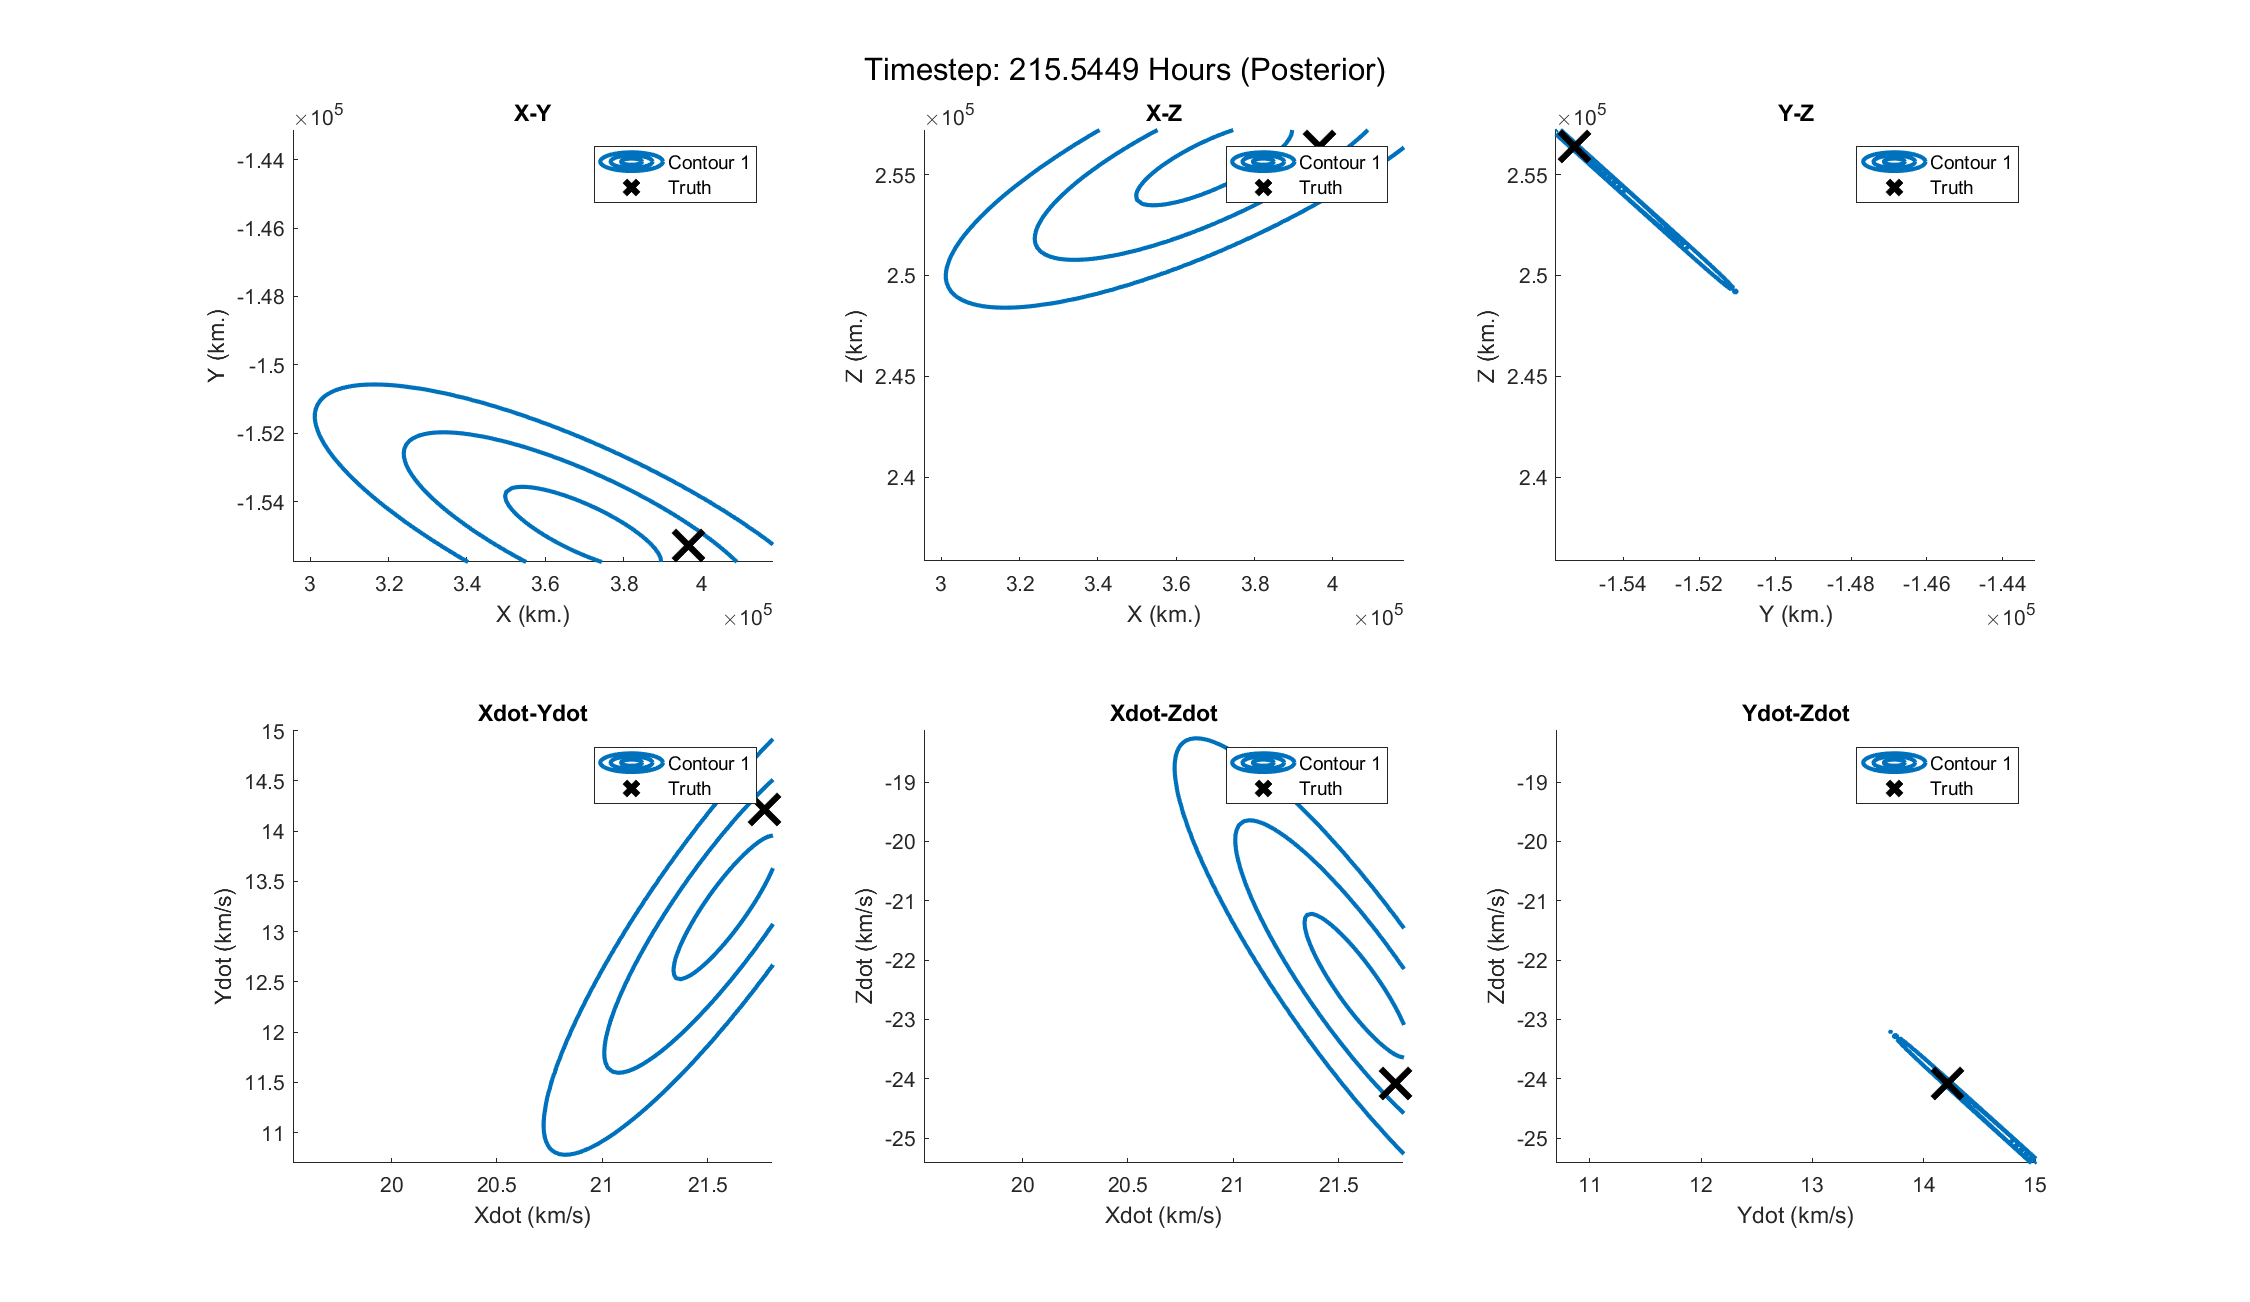 Timestep: 215.5449 Hours (Posterior)
X-Y
×10^5
-1.44
-1.46
-1.48
-1.5
-1.52
-1.54
Y (km.)
3 3.2 3.4 3.6 3.8 4
X (km.)
×10^5
Contour 1
Truth
X-Z
×10^5
2.55
2.5
2.45
2.4
Z (km.)
3 3.2 3.4 3.6 3.8 4
X (km.)
×10^5
Contour 1
Truth
Y-Z
×10^5
2.55
2.5
2.45
2.4
Z (km.)
-1.54 -1.52 -1.5 -1.48 -1.46 -1.44
Y (km.)
×10^5
Contour 1
Truth
Xdot-Ydot
15
14.5
14
13.5
13
12.5
12
11.5
11
Ydot (km/s)
20 20.5 21 21.5
Xdot (km/s)
Contour 1
Truth
Xdot-Zdot
-19
-20
-21
-22
-23
-24
-25
Zdot (km/s)
20 20.5 21 21.5
Xdot (km/s)
Contour 1
Truth
Ydot-Zdot
-19
-20
-21
-22
-23
-24
-25
Zdot (km/s)
11 12 13 14 15
Ydot (km/s)
Contour 1
Truth